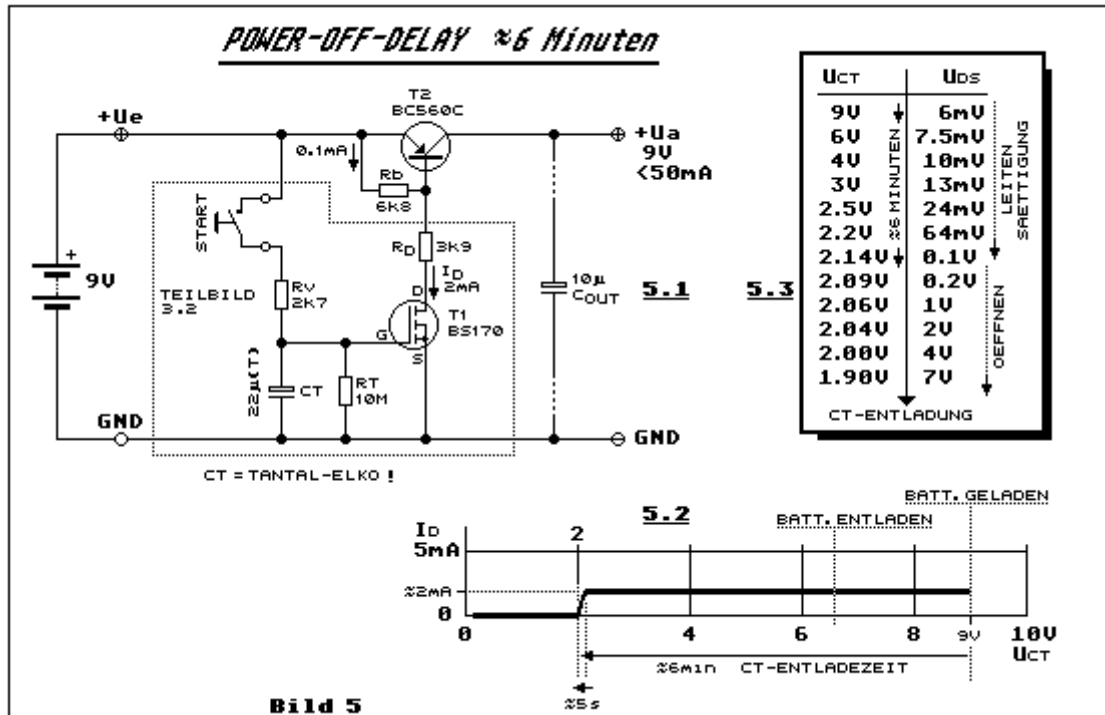 POWER-OFF-DELAY ≈6 Minuten
T2
BC560C
+Ue
+Ua
9V
<50mA
0.1mA
Rb
6K8
START
RD
3K9
ID
2mA
+
9V
TEILBILD
3.2
RV
2K7
D
G
S
T1
BS170
10µ
COUT
5.1
22µ(T)
CT
RT
10M
GND
GND
CT = TANTAL-ELKO !
5.3
UCT UDS
9V 6mV
6V 7.5mV
4V 10mV
3V 13mV
2.5V 24mV
2.2V 64mV
2.14V 0.1V
2.09V 0.2V
2.06V 1V
2.04V 2V
2.00V 4V
1.90V 7V
≈6 MINUTEN
LEITEN
SAETTIGUNG
OEFFNEN
CT-ENTLADUNG
5.2
BATT. GELADEN
BATT. ENTLADEN
ID
5mA
2
≈2mA
0
0 4 6 8 9V 10V
UCT
≈6min CT-ENTLADEZEIT
≈5s
Bild 5